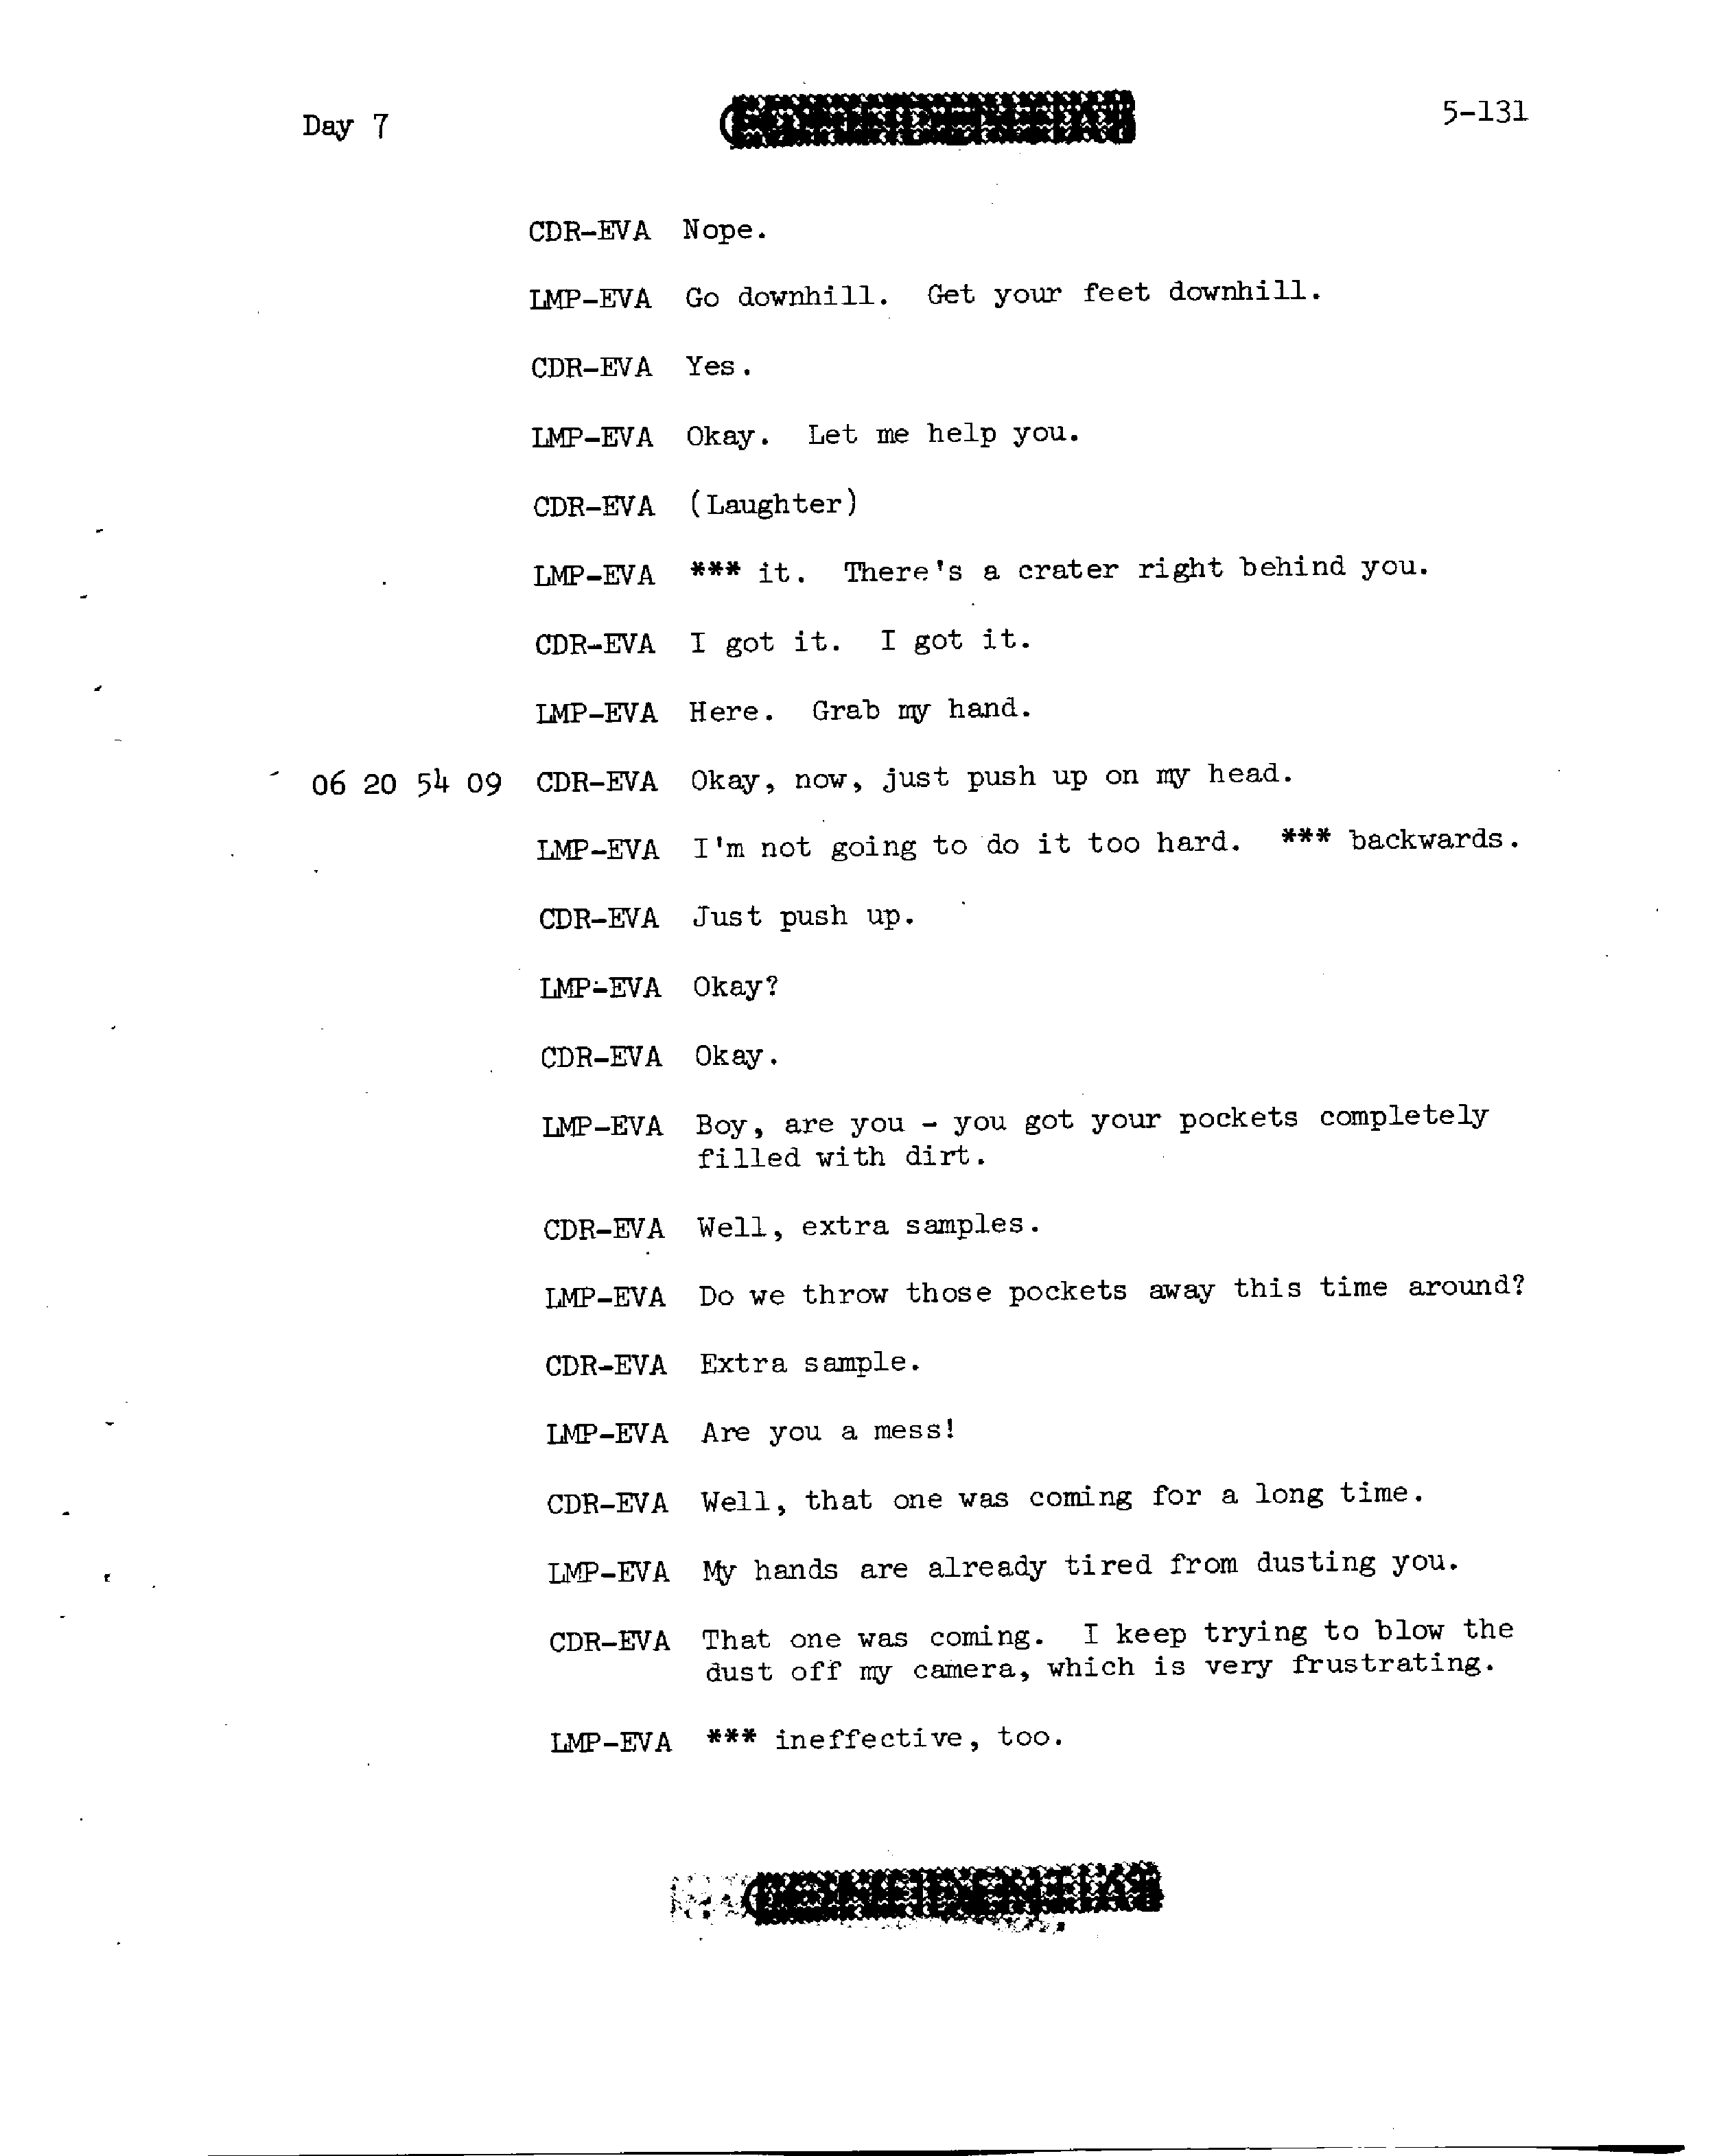 Day 7
CONFIDENTIAL
5-131
CDR-EVA Nope.
LMP-EVA Go downhill. Get your feet downhill.
CDR-EVA Yes.
LMP-EVA Okay. Let me help you.
CDR-EVA (Laughter)
LMP-EVA *** it. There's a crater right behind you.
CDR-EVA I got it. I got it.
LMP-EVA Here. Grab my hand.
06 20 54 09 CDR-EVA Okay, now, just push up on my head.
LMP-EVA I'm not going to do it too hard. *** backwards.
CDR-EVA Just push up.
LMP-EVA Okay?
CDR-EVA Okay.
LMP-EVA Boy, are you - you got your pockets completely
filled with dirt.
CDR-EVA Well, extra samples.
LMP-EVA Do we throw those pockets away this time around?
CDR-EVA Extra sample.
LMP-EVA Are you a mess!
CDR-EVA Well, that one was coming for a long time.
LMP-EVA My hands are already tired from dusting you.
CDR-EVA That one was coming. I keep trying to blow the
dust off my camera, which is very frustrating.
LMP-EVA *** ineffective, too.
CONFIDENTIAL